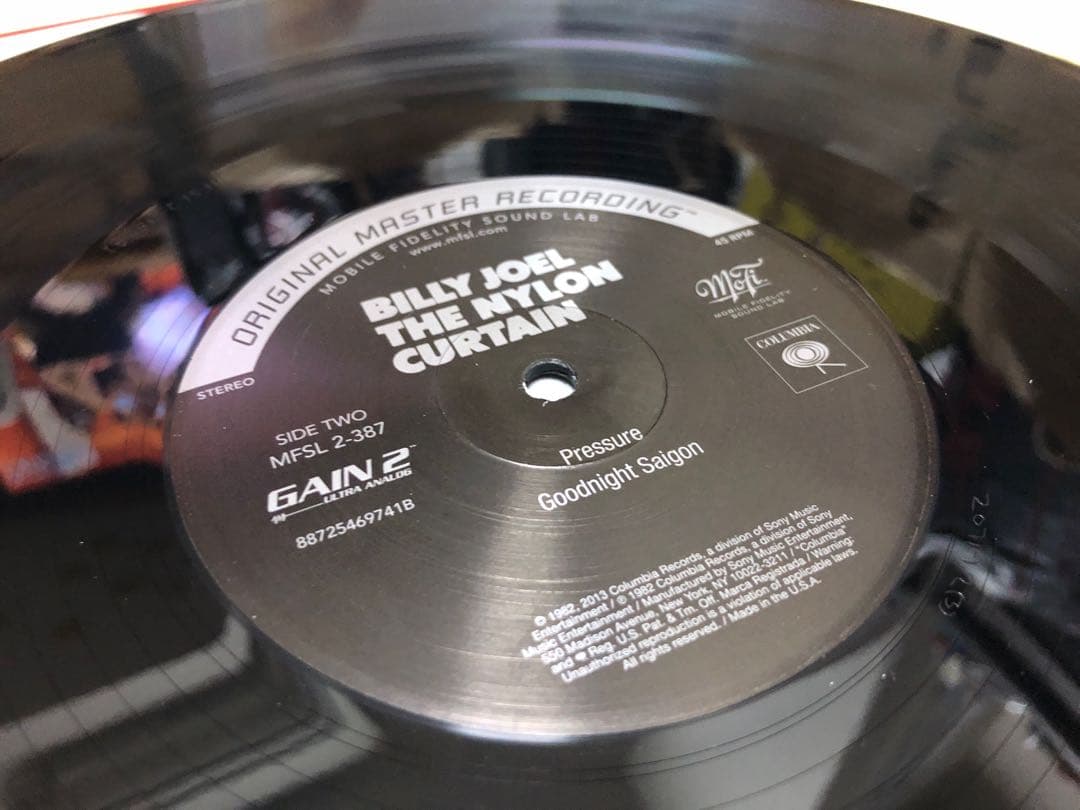 ORIGINAL MASTER RECORDING™
MOBILE FIDELITY SOUND LAB
www.mfsl.com
BILLY JOEL
THE NYLON
CURTAIN
45 RPM
MoFi
MOBILE FIDELITY
SOUND LAB
COLUMBIA
STEREO
SIDE TWO
MFSL 2-387
GAIN 2™
ULTRA ANALOG
88725469741B
Pressure
Goodnight Saigon
© 1982, 2013 Columbia Records, a division of Sony Music
Entertainment / ℗ 1982 Columbia Records, a division of Sony
Music Entertainment / Manufactured by Sony Music Entertainment,
550 Madison Avenue, New York, NY 10022-3211 / "Columbia"
and Reg. U.S. Pat. & Tm. Off. Marca Registrada / Warning.
Unauthorized reproduction is a violation of applicable laws.
All rights reserved. / Made in the U.S.A.